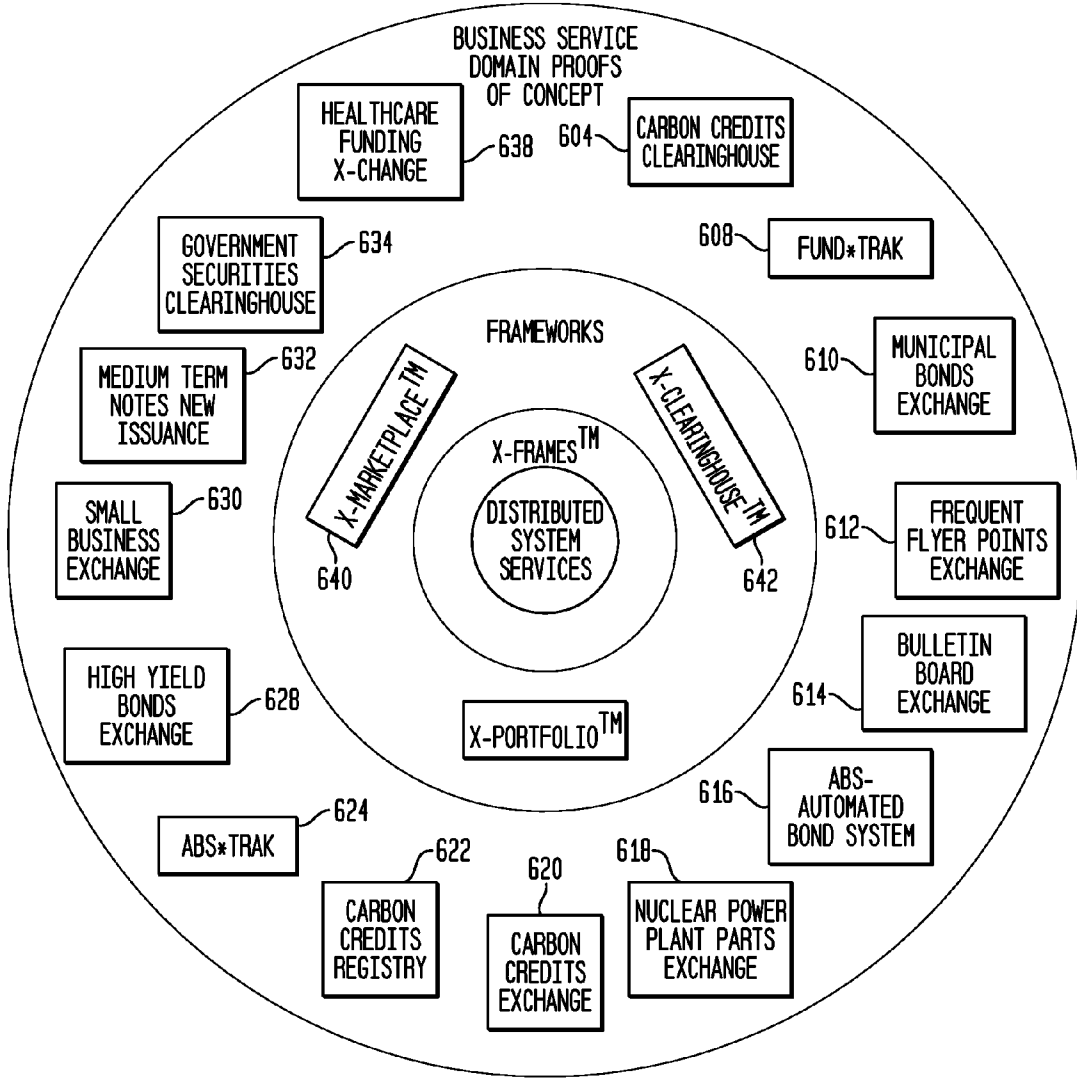 BUSINESS SERVICE
DOMAIN PROOFS
OF CONCEPT
HEALTHCARE
FUNDING
X-CHANGE
638
604
CARBON CREDITS
CLEARINGHOUSE
GOVERNMENT
SECURITIES
CLEARINGHOUSE
634
608
FUND*TRAK
MEDIUM TERM
NOTES NEW
ISSUANCE
632
610
MUNICIPAL
BONDS
EXCHANGE
FRAMEWORKS
X-MARKETPLACE™
640
X-CLEARINGHOUSE™
642
X-FRAMES™
DISTRIBUTED
SYSTEM
SERVICES
SMALL
BUSINESS
EXCHANGE
630
612
FREQUENT
FLYER POINTS
EXCHANGE
HIGH YIELD
BONDS
EXCHANGE
628
X-PORTFOLIO™
614
BULLETIN
BOARD
EXCHANGE
616
ABS-
AUTOMATED
BOND SYSTEM
ABS*TRAK
624
622
CARBON
CREDITS
REGISTRY
620
CARBON
CREDITS
EXCHANGE
618
NUCLEAR POWER
PLANT PARTS
EXCHANGE